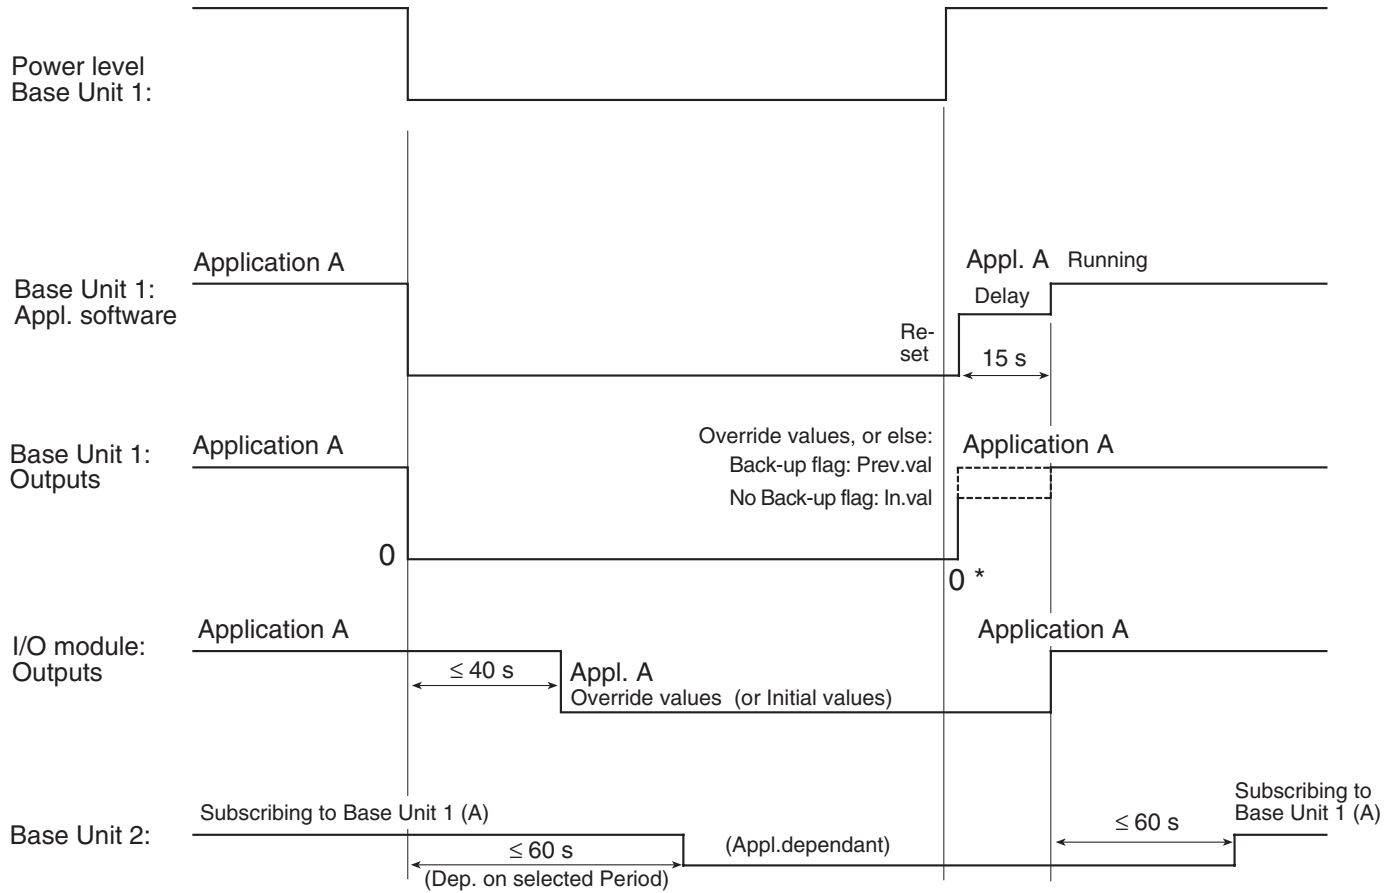 Power level
Base Unit 1:
Application A
Appl. A Running
Base Unit 1:
Appl. software
Delay
Re-
set
15 s
Base Unit 1:
Outputs
Application A
Override values, or else:
Back-up flag: Prev.val
No Back-up flag: In.val
Application A
0
0 *
I/O module:
Outputs
Application A
≤ 40 s
Appl. A
Override values (or Initial values)
Application A
Base Unit 2:
Subscribing to Base Unit 1 (A)
≤ 60 s
(Dep. on selected Period)
(Appl.dependant)
≤ 60 s
Subscribing to
Base Unit 1 (A)